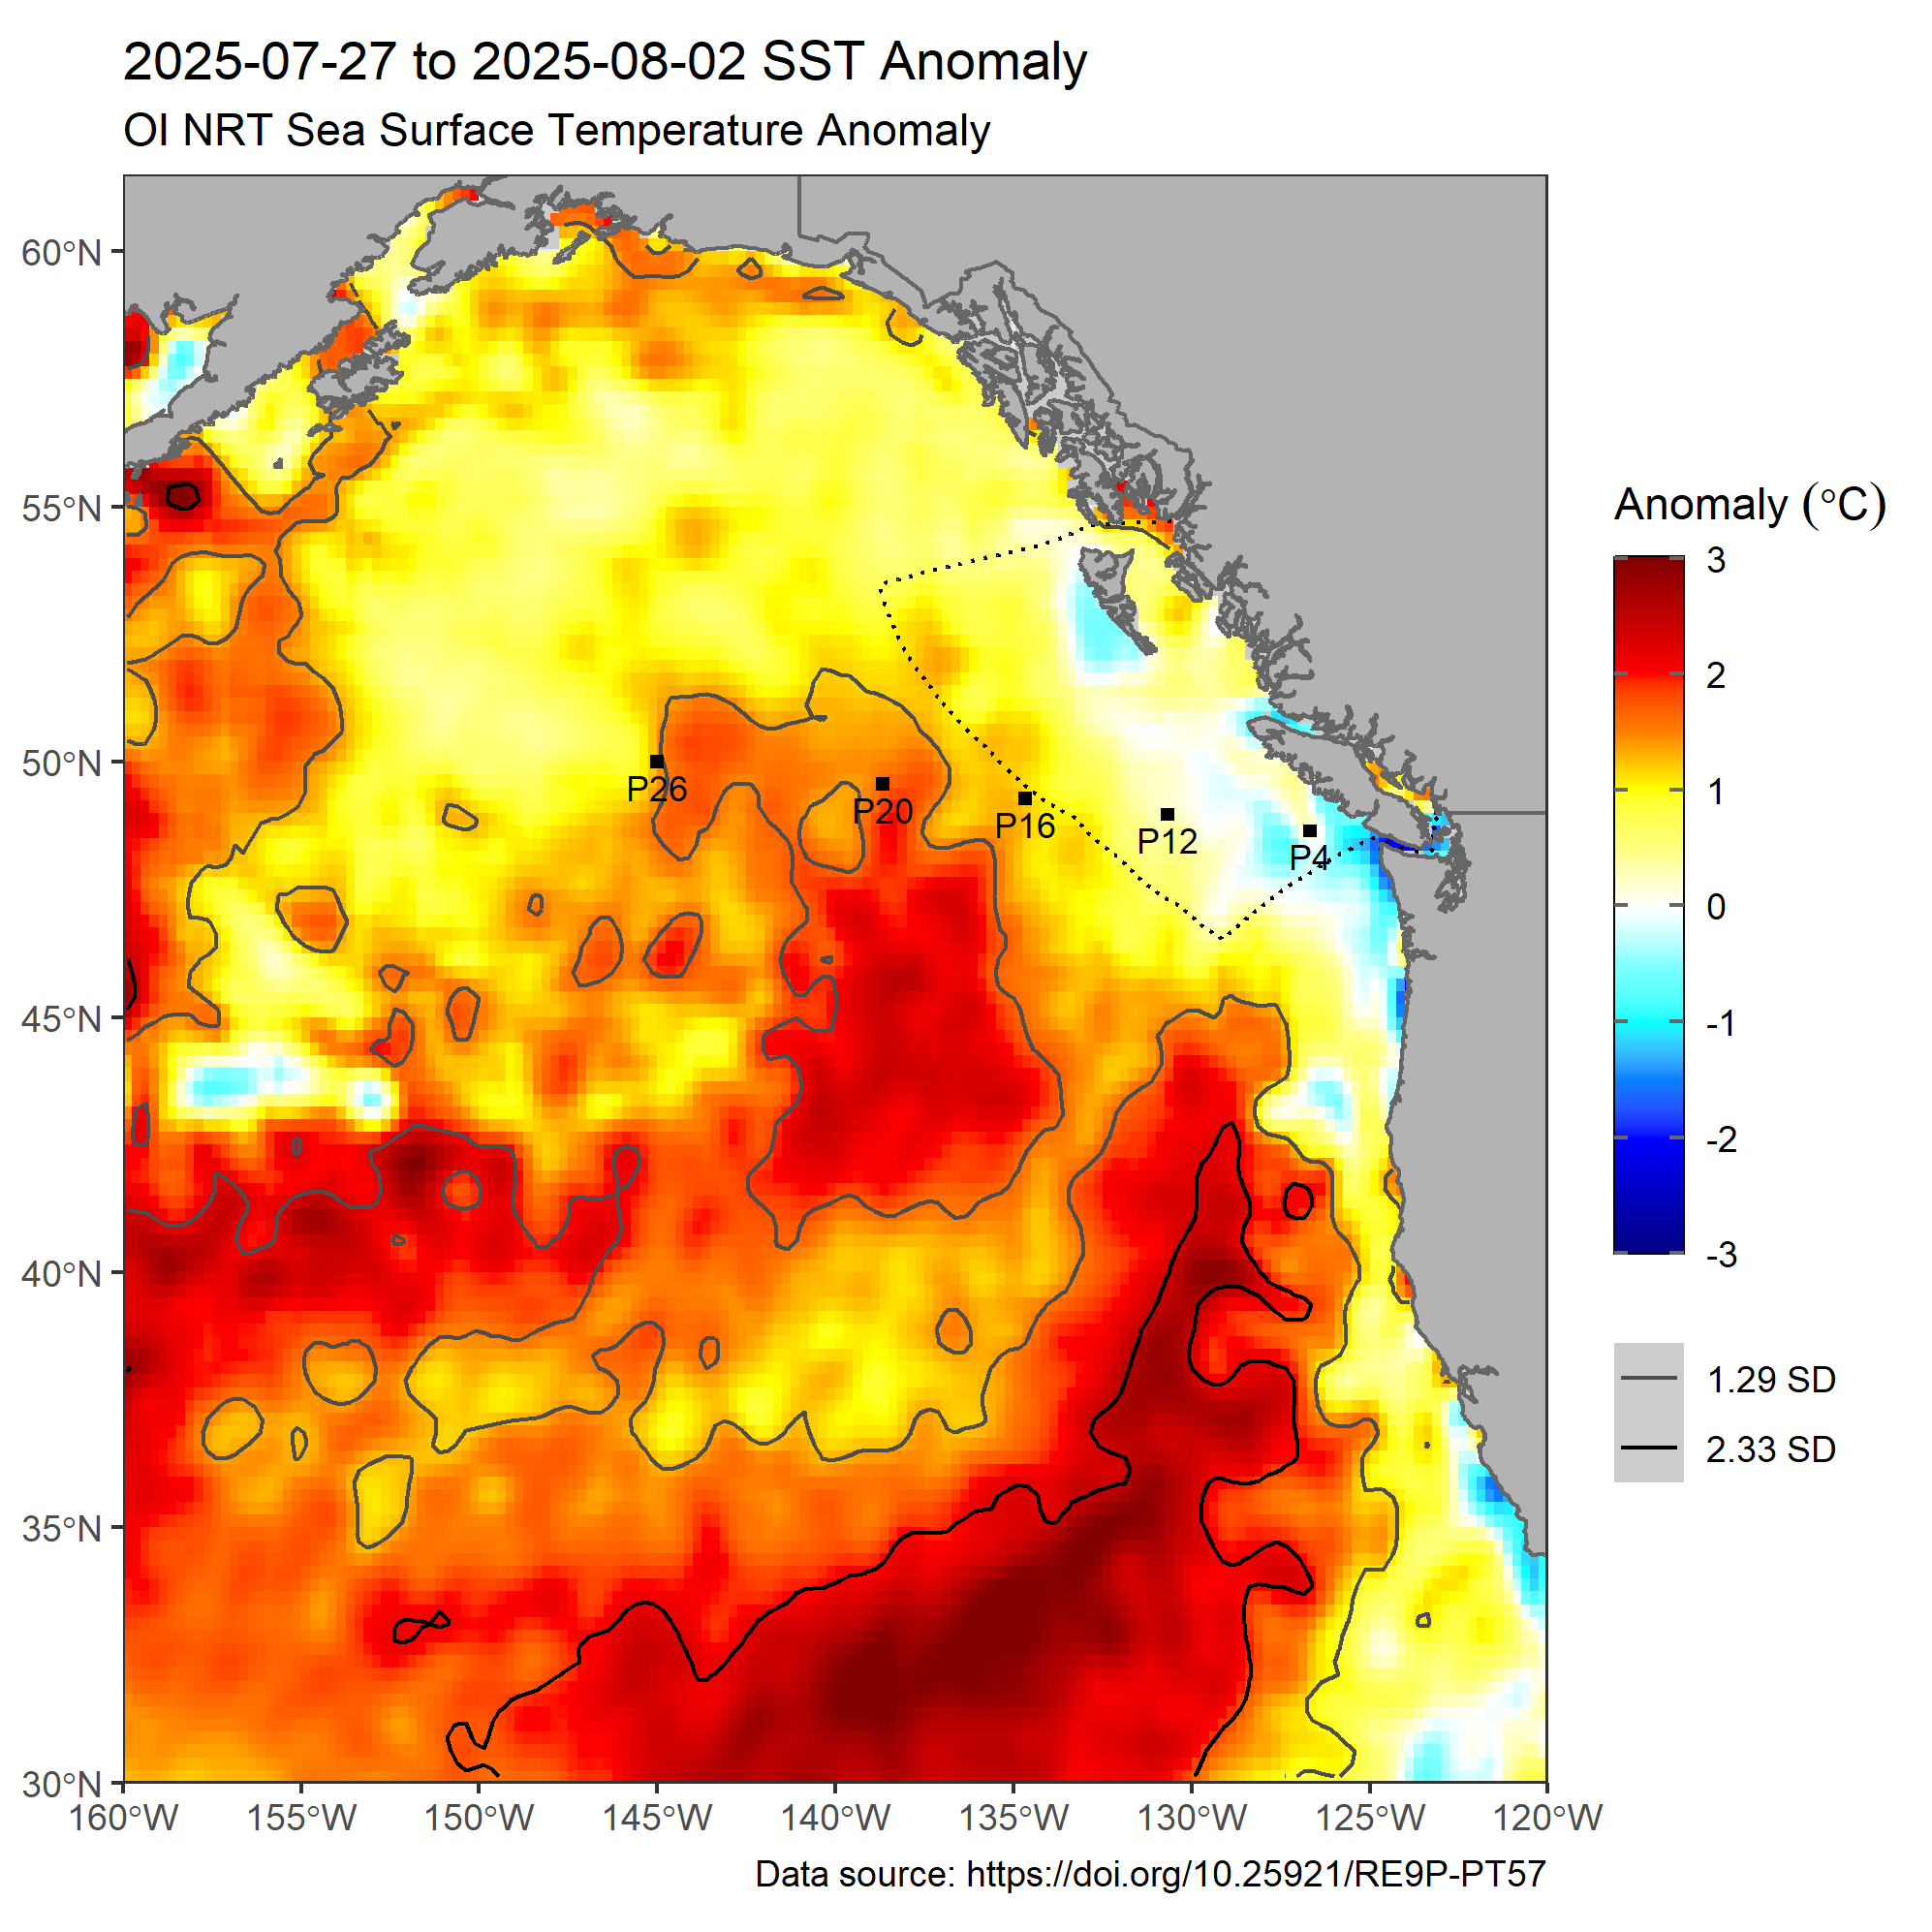 2025-07-27 to 2025-08-02 SST Anomaly
OI NRT Sea Surface Temperature Anomaly
60°N
55°N
50°N
45°N
40°N
35°N
30°N
P26
P20
P16
P12
P4
160°W
155°W
150°W
145°W
140°W
135°W
130°W
125°W
120°W
Anomaly (°C)
3
2
1
0
-1
-2
-3
1.29 SD
2.33 SD
Data source: https://doi.org/10.25921/RE9P-PT57